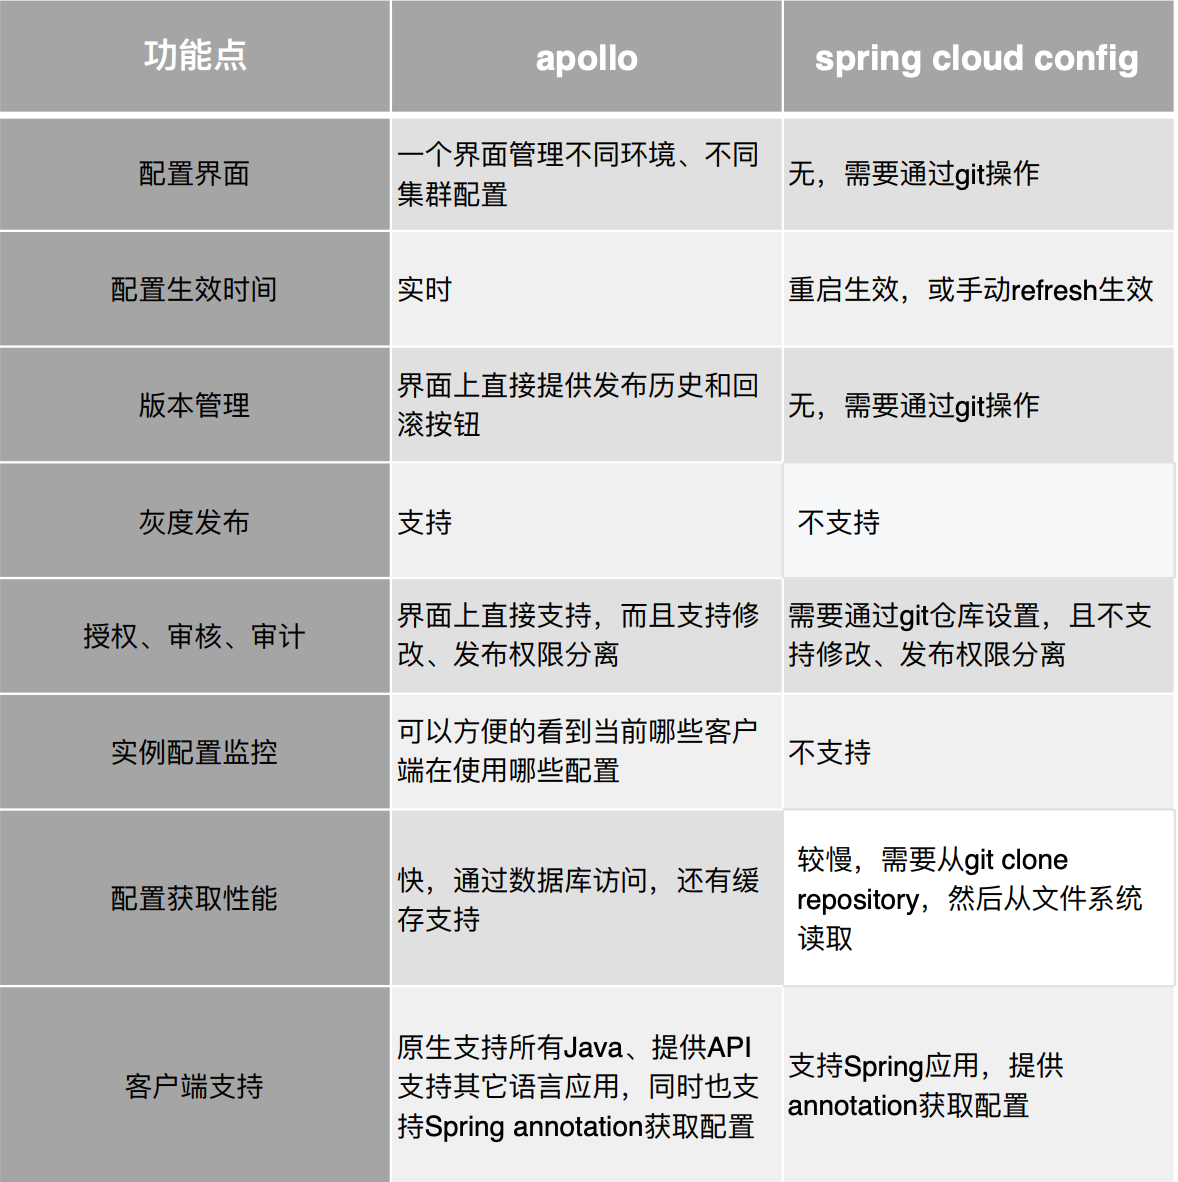 功能点
apollo
spring cloud config
配置界面
一个界面管理不同环境、不同
集群配置
无，需要通过git操作
配置生效时间
实时
重启生效，或手动refresh生效
版本管理
界面上直接提供发布历史和回
滚按钮
无，需要通过git操作
灰度发布
支持
不支持
授权、审核、审计
界面上直接支持，而且支持修
改、发布权限分离
需要通过git仓库设置，且不支
持修改、发布权限分离
实例配置监控
可以方便的看到当前哪些客户
端在使用哪些配置
不支持
配置获取性能
快，通过数据库访问，还有缓
存支持
较慢，需要从git clone
repository，然后从文件系统
读取
客户端支持
原生支持所有Java、提供API
支持其它语言应用，同时也支
持Spring annotation获取配置
支持Spring应用，提供
annotation获取配置